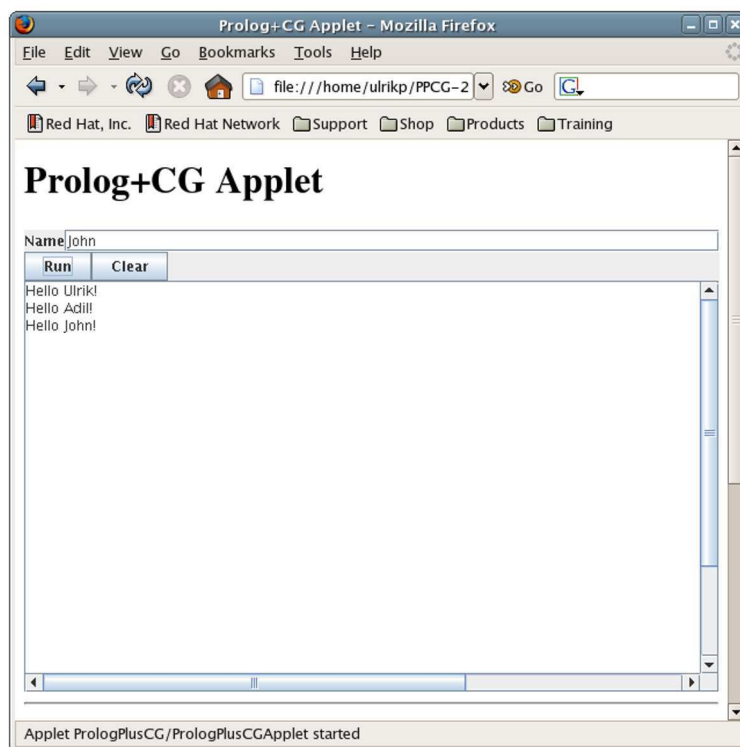 Prolog+CG Applet - Mozilla Firefox
File Edit View Go Bookmarks Tools Help
file:///home/ulrikp/PPCG-2 Go G
Red Hat, Inc. Red Hat Network Support Shop Products Training
Prolog+CG Applet
Name John
Run Clear
Hello Ulrik!
Hello Adil!
Hello John!
Applet PrologPlusCG/PrologPlusCGApplet started